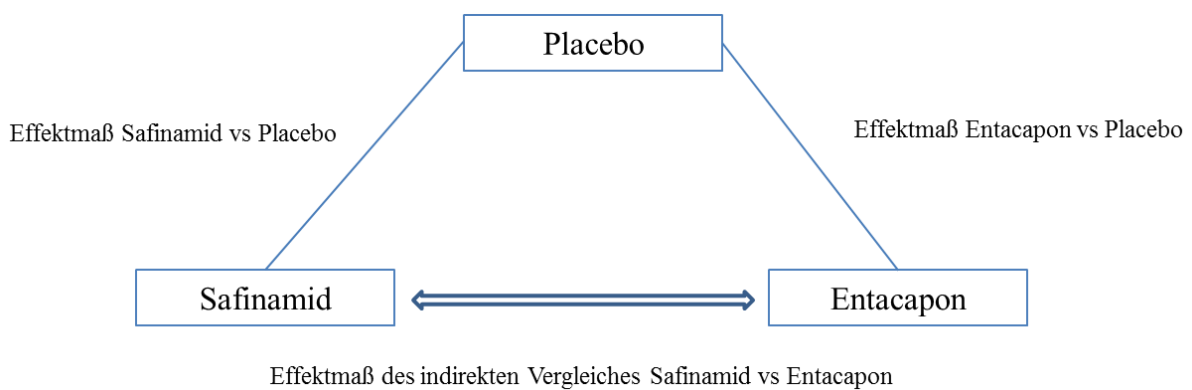 Placebo
Effektmaß Safinamid vs Placebo
Effektmaß Entacapon vs Placebo
Safinamid
Entacapon
Effektmaß des indirekten Vergleiches Safinamid vs Entacapon